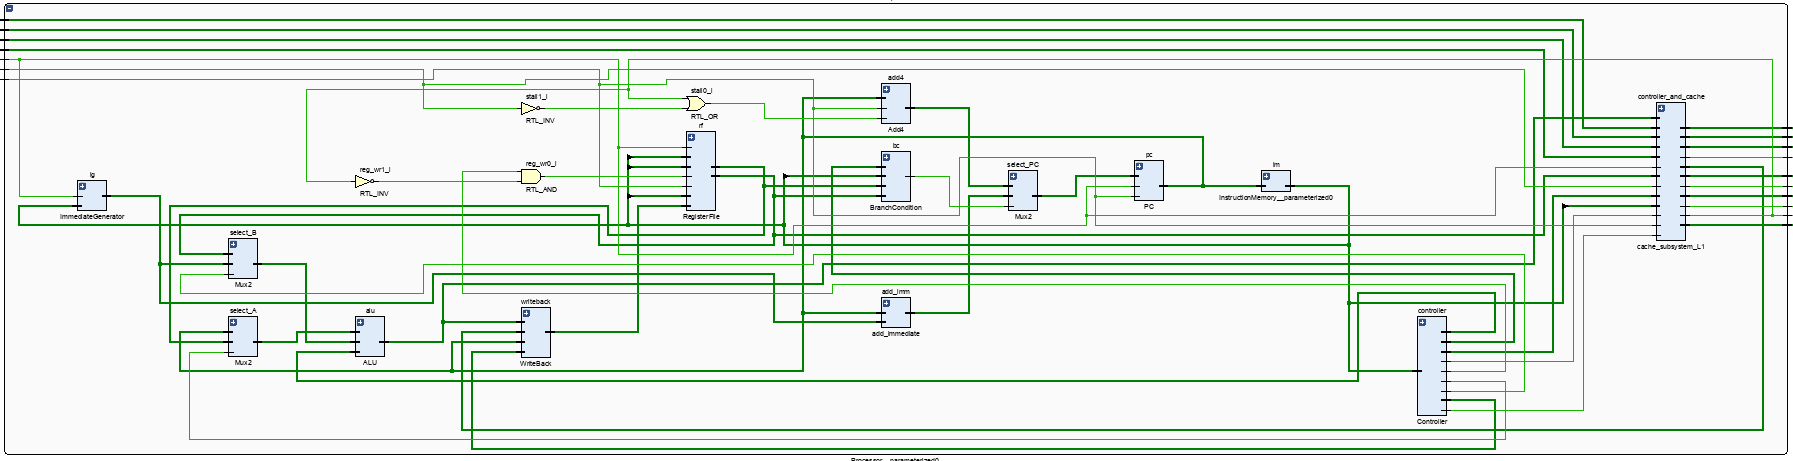 add4
Add4
stall1_i
RTL_INV
stall0_i
RTL_OR
rf
RegisterFile
controller_and_cache
cache_subsystem_L1
bc
BranchCondition
select_PC
Mux2
pc
PC
im
InstructionMemory__parameterized0
reg_wr1_i
RTL_INV
reg_wr0_i
RTL_AND
ig
ImmediateGenerator
select_B
Mux2
select_A
Mux2
alu
ALU
writeback
WriteBack
add_imm
add_immediate
controller
Controller